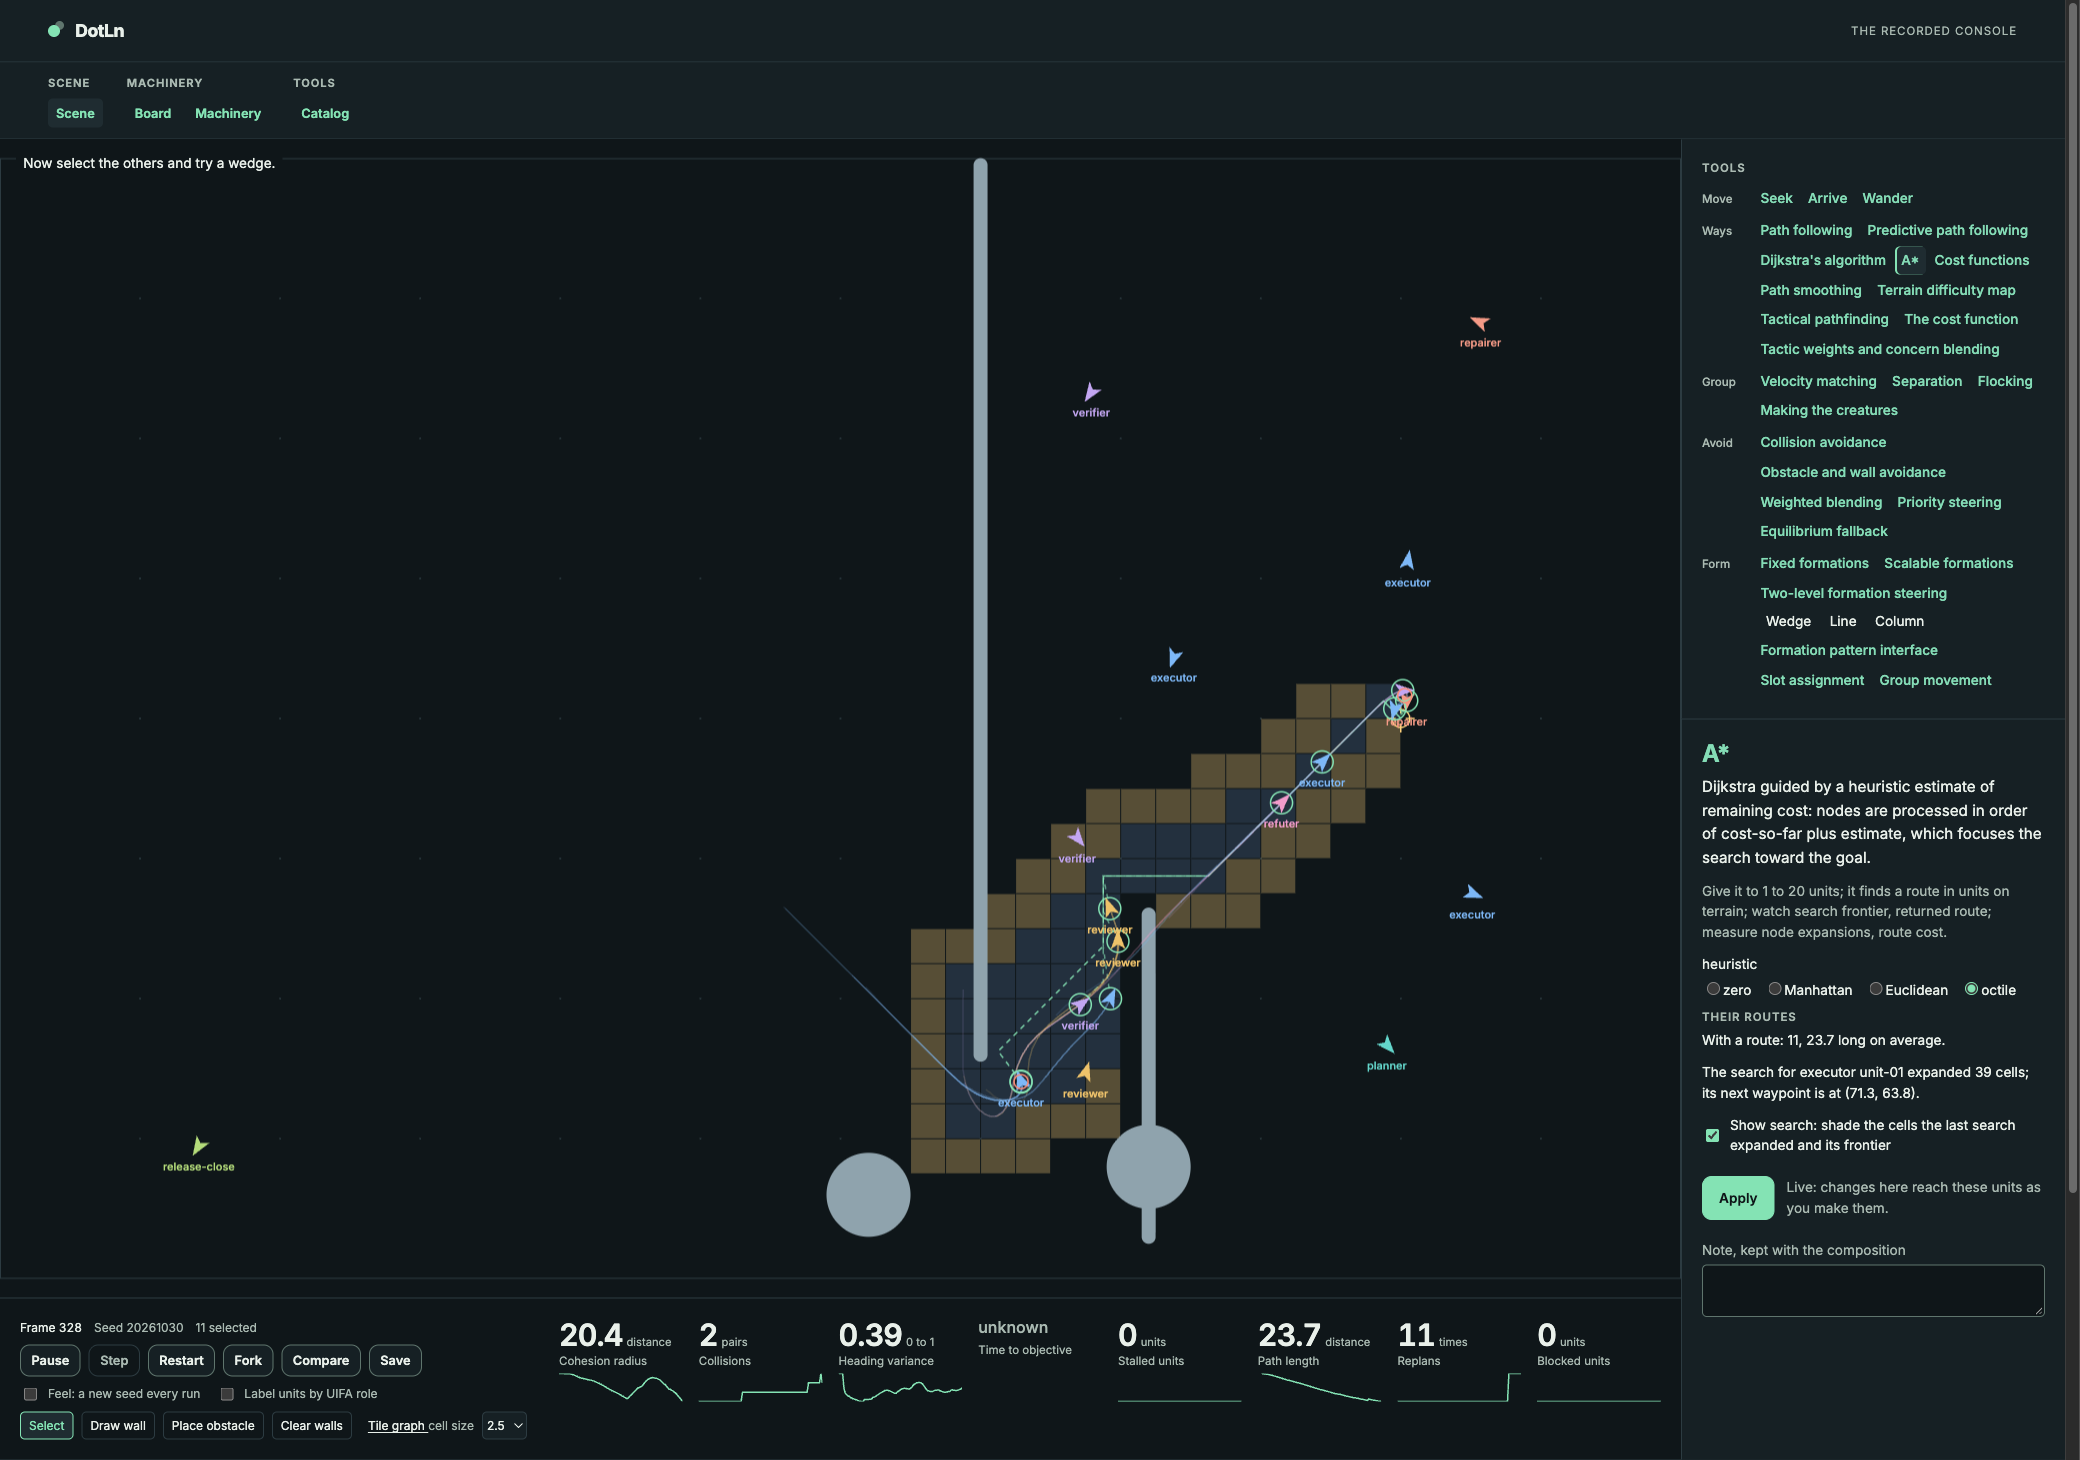 DotLn
THE RECORDED CONSOLE
SCENE MACHINERY TOOLS
Scene Board Machinery Catalog
Now select the others and try a wedge.
repairer
verifier
executor
executor
repairer
executor
refuter
verifier
executor
reviewer
reviewer
verifier
planner
reviewer
executor
release-close
TOOLS
Move Seek Arrive Wander
Ways Path following Predictive path following
Dijkstra's algorithm A* Cost functions
Path smoothing Terrain difficulty map
Tactical pathfinding The cost function
Tactic weights and concern blending
Group Velocity matching Separation Flocking
Making the creatures
Avoid Collision avoidance
Obstacle and wall avoidance
Weighted blending Priority steering
Equilibrium fallback
Form Fixed formations Scalable formations
Two-level formation steering
Wedge Line Column
Formation pattern interface
Slot assignment Group movement
A*
Dijkstra guided by a heuristic estimate of
remaining cost: nodes are processed in order
of cost-so-far plus estimate, which focuses the
search toward the goal.
Give it to 1 to 20 units; it finds a route in units on
terrain; watch search frontier, returned route;
measure node expansions, route cost.
heuristic
zero Manhattan Euclidean octile
THEIR ROUTES
With a route: 11, 23.7 long on average.
The search for executor unit-01 expanded 39 cells;
its next waypoint is at (71.3, 63.8).
Show search: shade the cells the last search
expanded and its frontier
Apply
Live: changes here reach these units as
you make them.
Note, kept with the composition
Frame 328 Seed 20261030 11 selected
Pause Step Restart Fork Compare Save
Feel: a new seed every run Label units by UIFA role
Select Draw wall Place obstacle Clear walls Tile graph cell size 2.5
20.4 distance
Cohesion radius
2 pairs
Collisions
0.39 0 to 1
Heading variance
unknown
Time to objective
0 units
Stalled units
23.7 distance
Path length
11 times
Replans
0 units
Blocked units